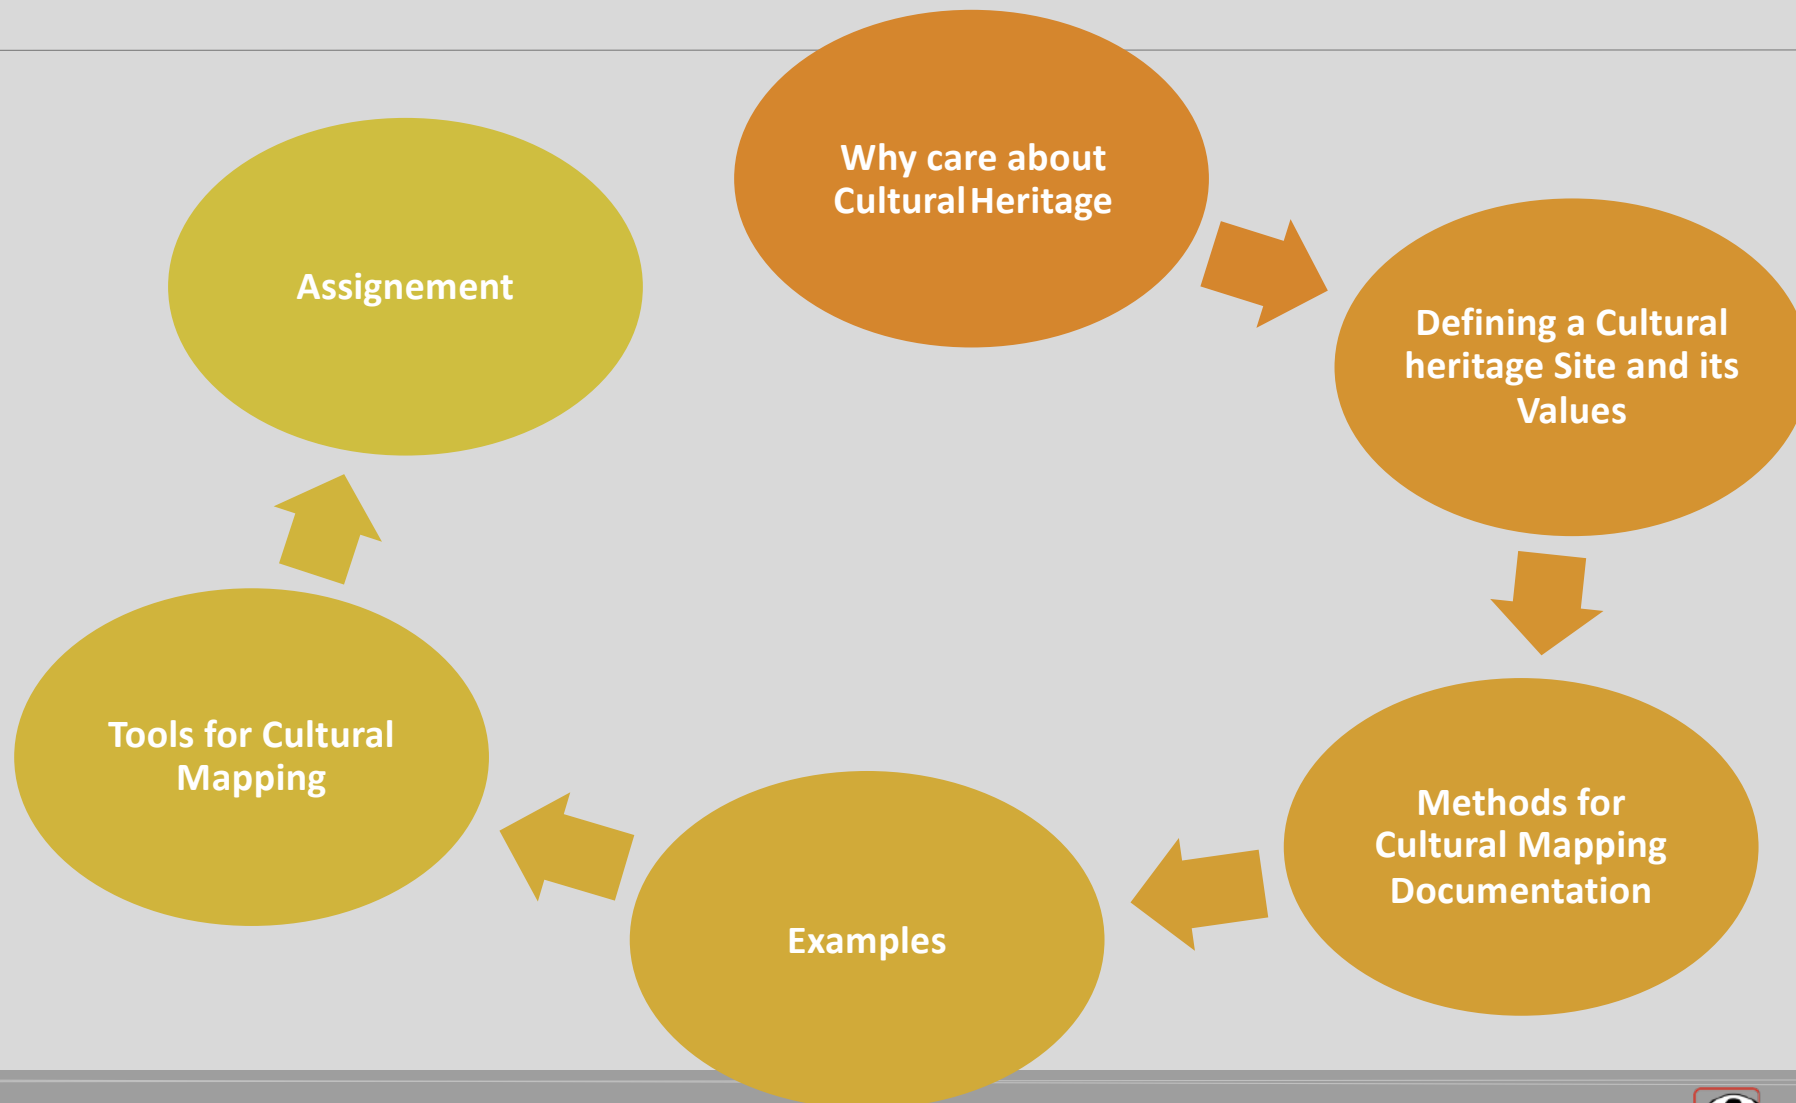 Why care about
Cultural Heritage
Defining a Cultural
heritage Site and its
Values
Methods for
Cultural Mapping
Documentation
Examples
Tools for Cultural
Mapping
Assignement